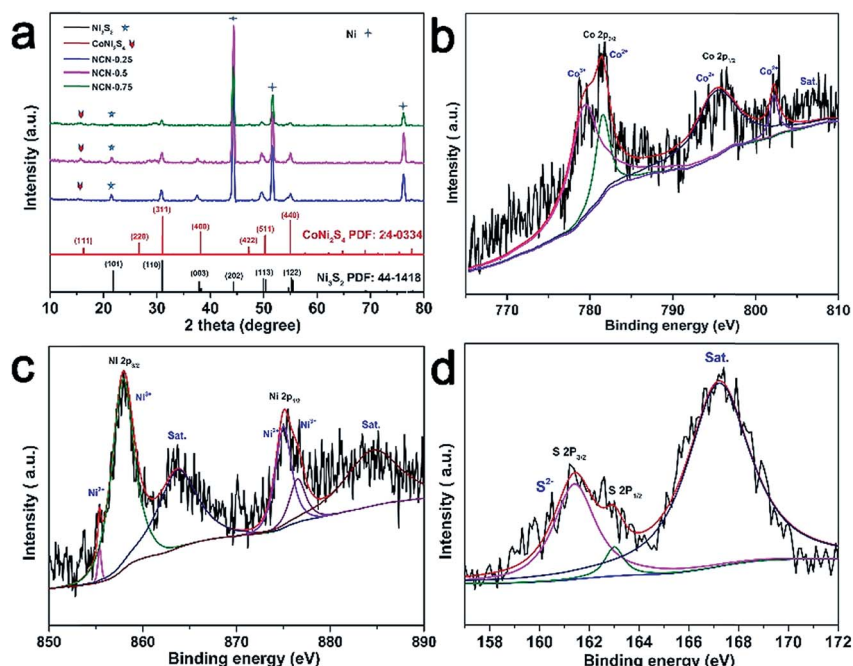 a
Ni₃S₂
CoNi₂S₄
NCN-0.25
NCN-0.5
NCN-0.75
Ni
Intensity (a.u.)
(311)
(111)
(220)
(400)
(422)
(511)
(440)
CoNi₂S₄ PDF: 24-0334
(101)
(110)
(003)
(202)
(113)
(122)
Ni₃S₂ PDF: 44-1418
10 20 30 40 50 60 70 80
2 theta (degree)
b
Co 2p₃/₂
Co³⁺
Co²⁺
Co 2p₁/₂
Co²⁺
Sat.
Intensity ( a.u.)
770 780 790 800 810
Binding energy (eV)
c
Ni 2p₃/₂
Sat.
Ni 2p₁/₂
Sat.
Intensity ( a.u.)
850 860 870 880 890
Binding energy (eV)
d
S²⁻
S 2P₃/₂
S 2P₁/₂
Sat.
Intensity ( a.u.)
158 160 162 164 166 168 170 172
Binding energy (eV)